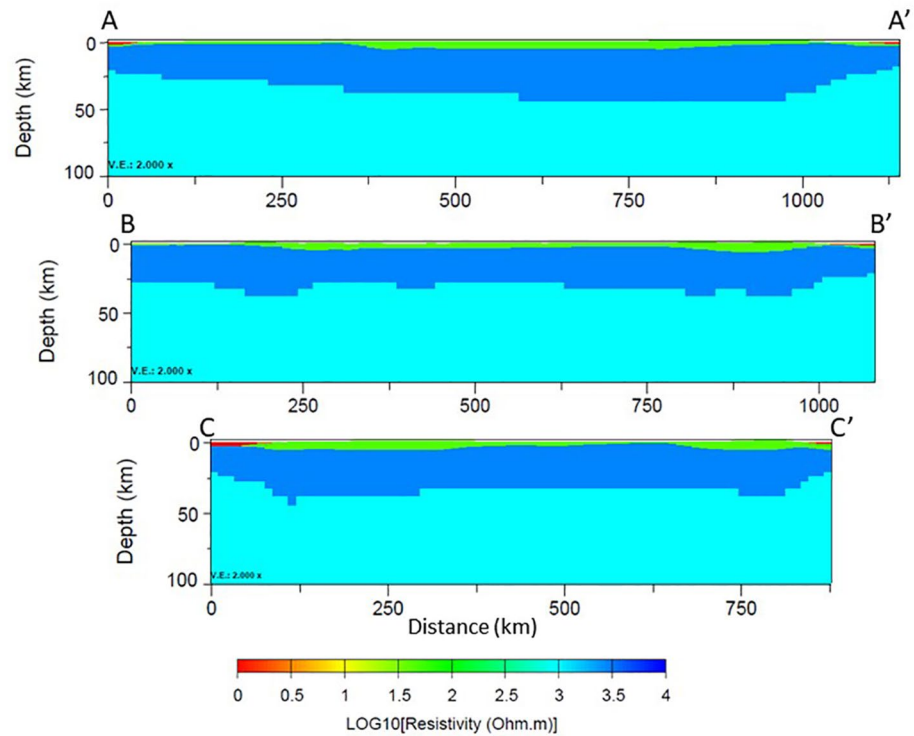 A A’
0
50
100
Depth (km)
V.E.: 2.000 x
0 250 500 750 1000
B B’
0
50
100
Depth (km)
V.E.: 2.000 x
0 250 500 750 1000
C C’
0
50
100
Depth (km)
V.E.: 2.000 x
0 250 500 750
Distance (km)
0 0.5 1 1.5 2 2.5 3 3.5 4
LOG10[Resistivity (Ohm.m)]